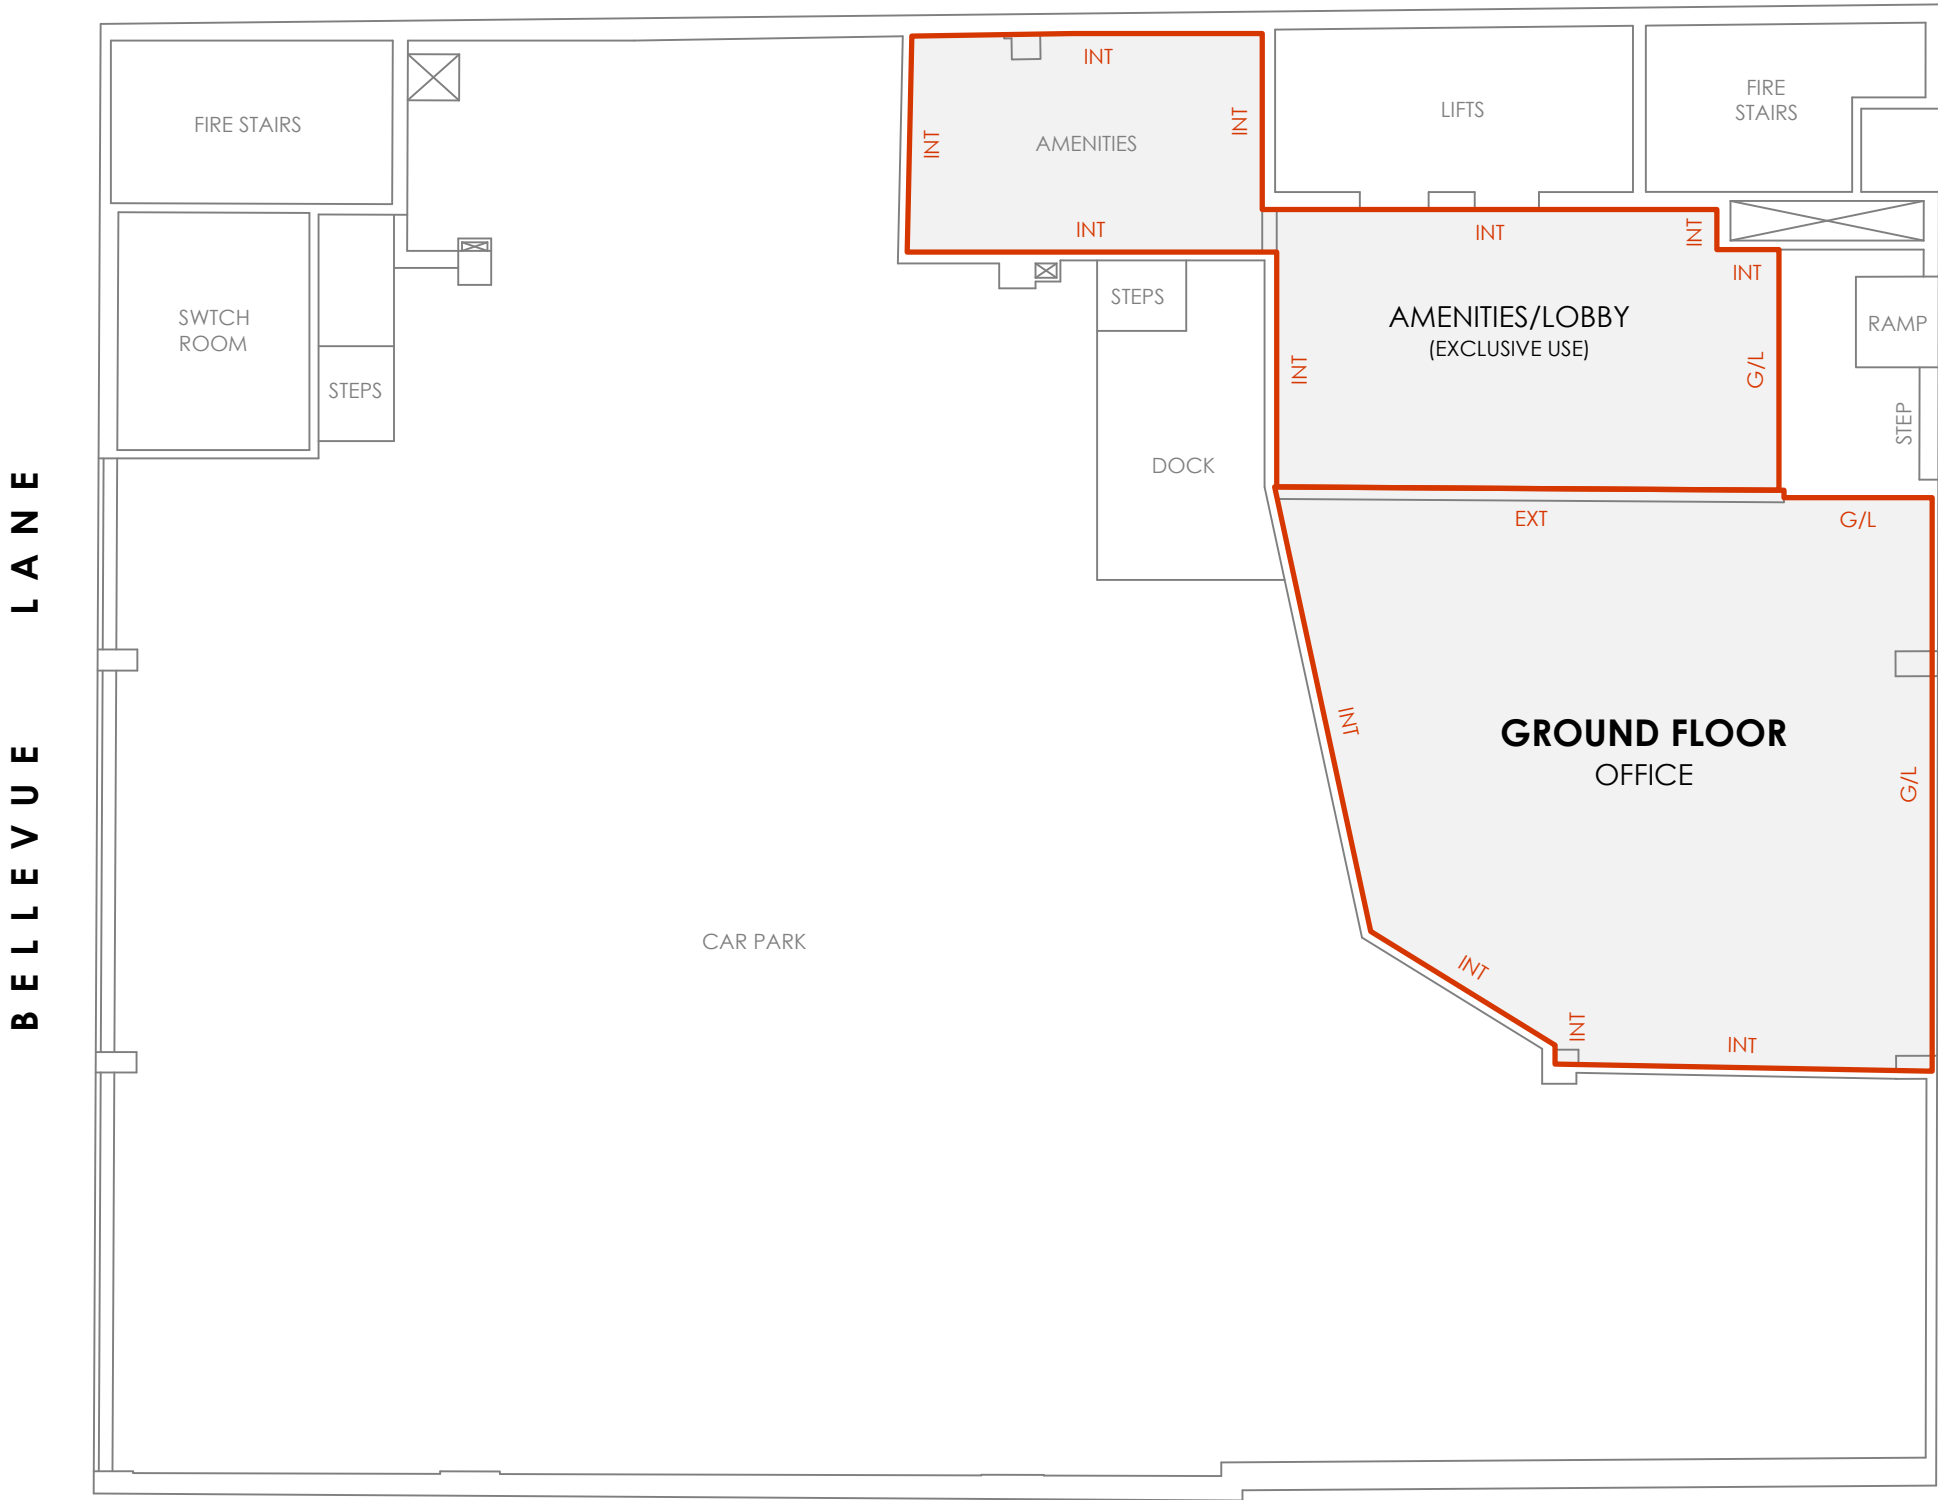 INT
LIFTS
FIRE
STAIRS
FIRE STAIRS
INT
INT
AMENITIES
INT
INT
INT
INT
INT
SWTCH
ROOM
STEPS
AMENITIES/LOBBY
(EXCLUSIVE USE)
RAMP
STEPS
INT
G/L
STEP
DOCK
EXT
G/L
BELLEVUE LANE
INT
GROUND FLOOR
OFFICE
G/L
CAR PARK
INT
INT
INT